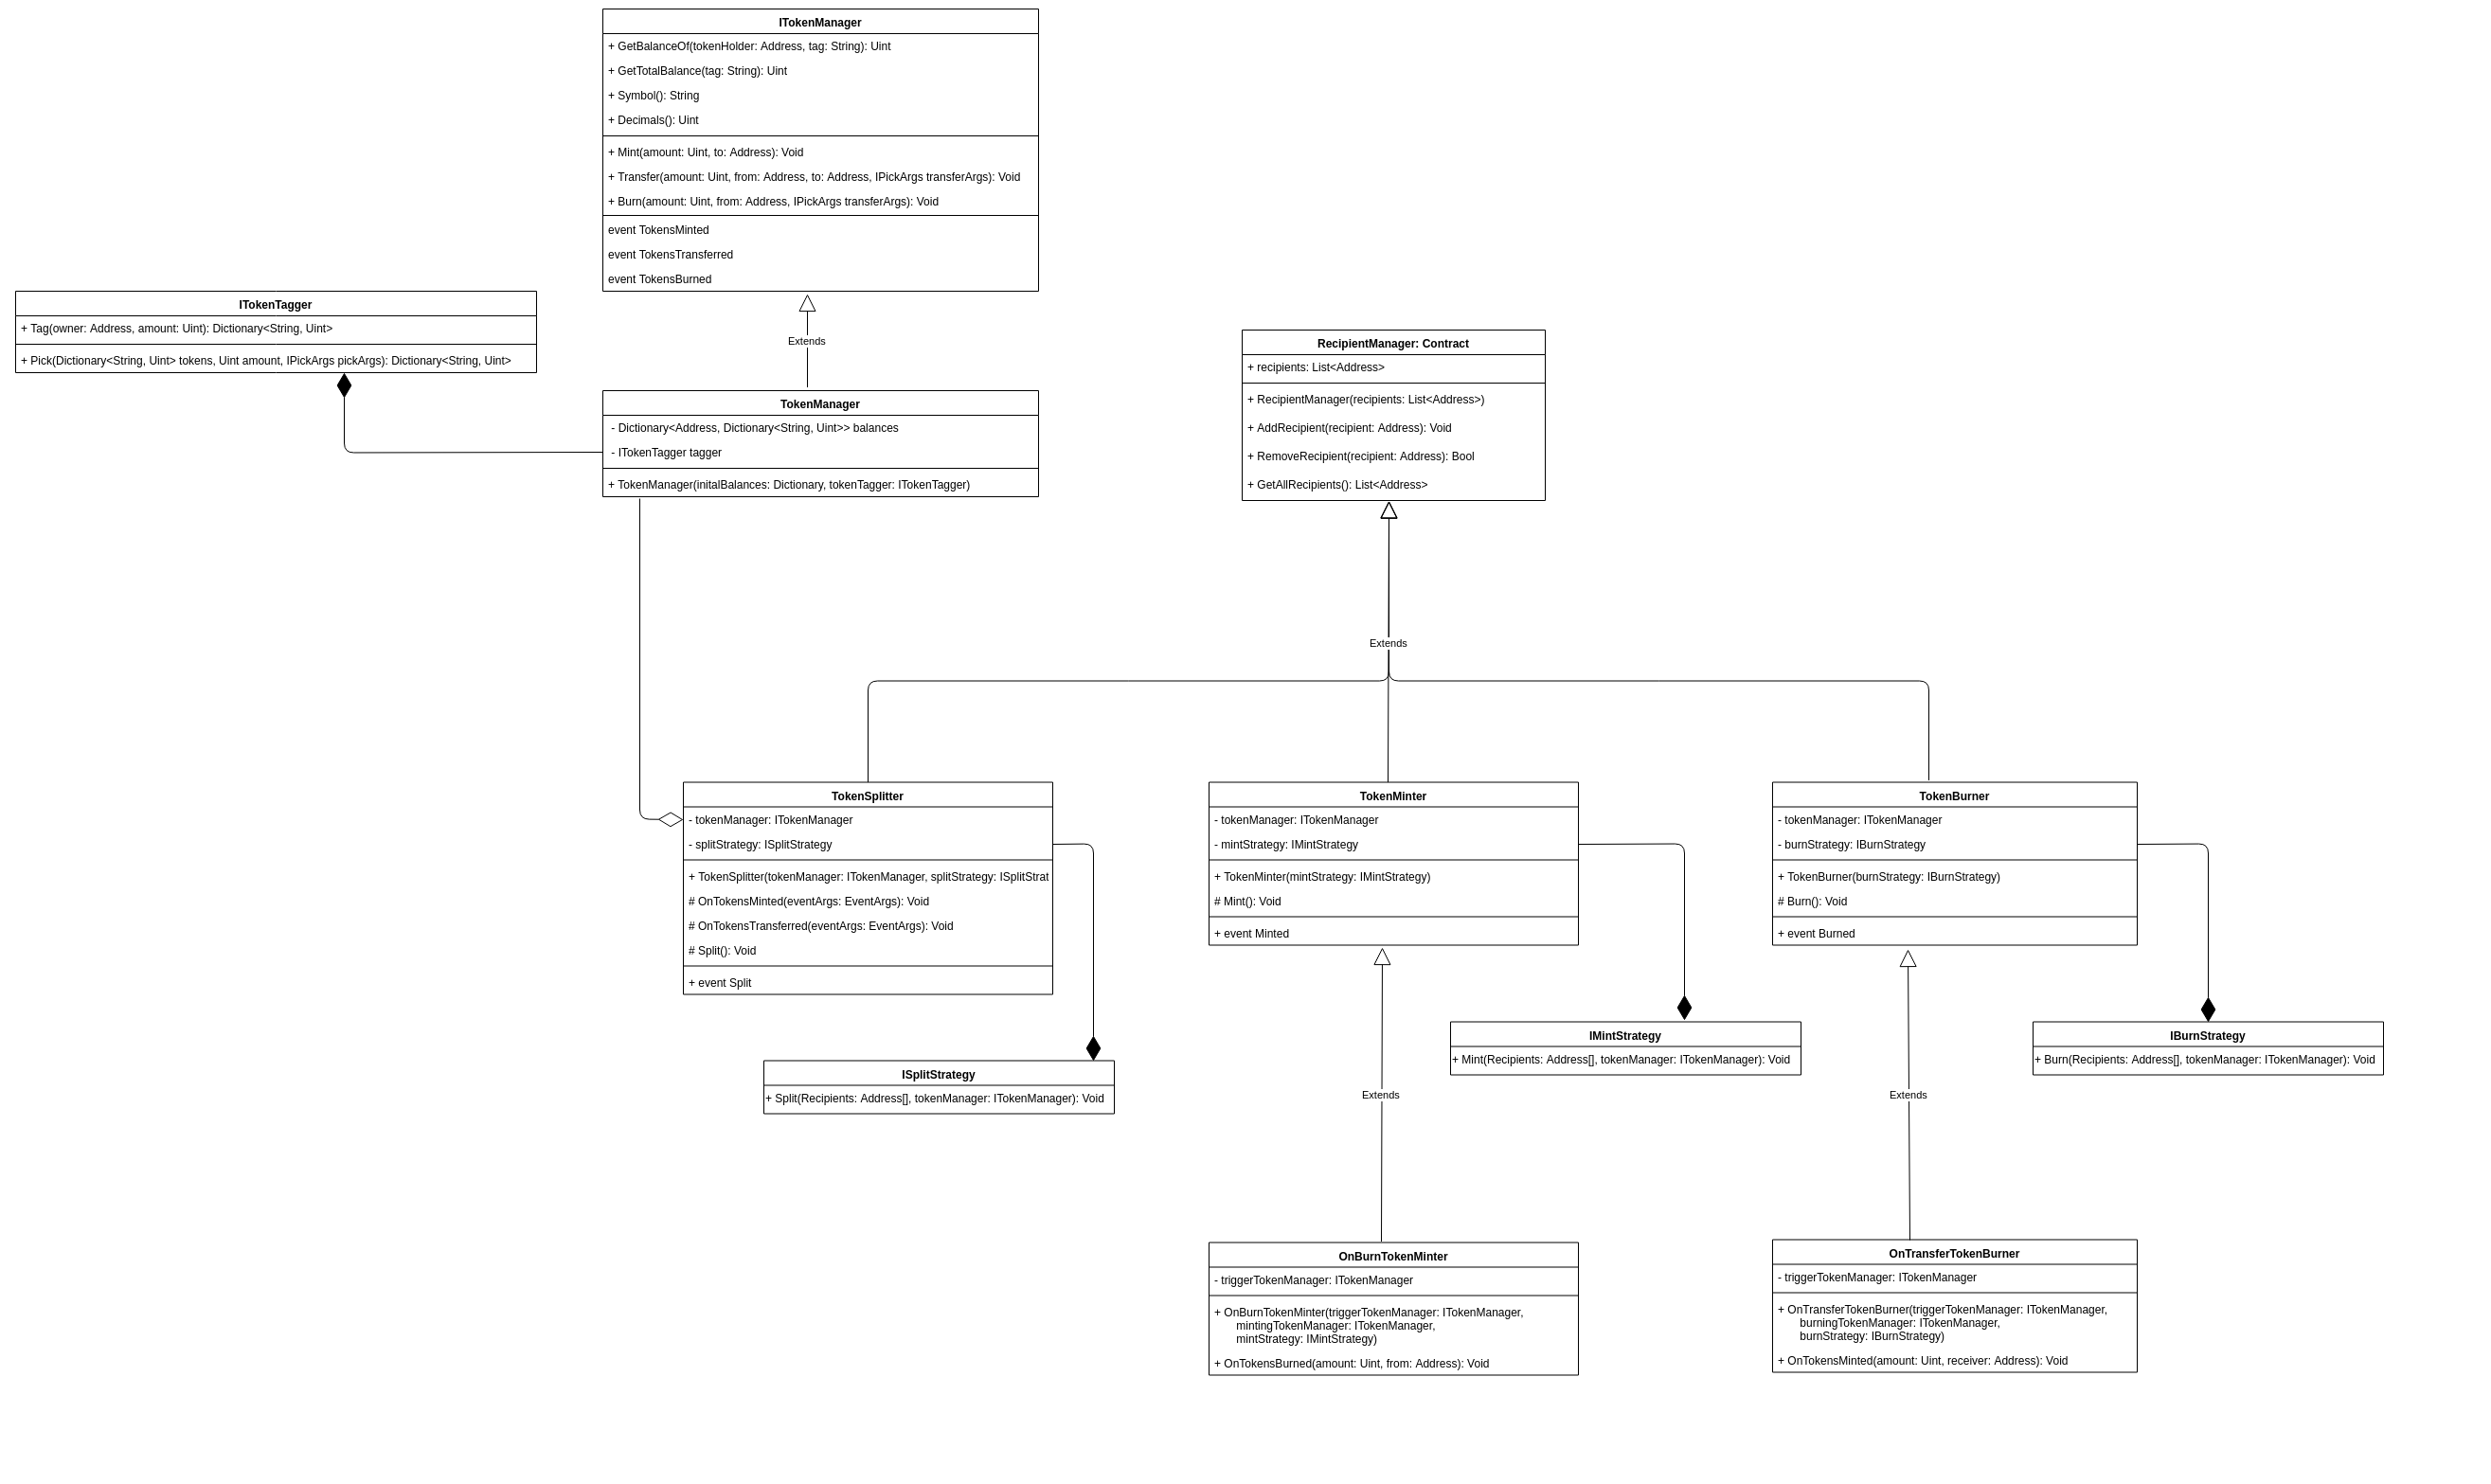 ITokenManager
+ GetBalanceOf(tokenHolder: Address, tag: String): Uint
+ GetTotalBalance(tag: String): Uint
+ Symbol(): String
+ Decimals(): Uint
+ Mint(amount: Uint, to: Address): Void
+ Transfer(amount: Uint, from: Address, to: Address, IPickArgs transferArgs): Void
+ Burn(amount: Uint, from: Address, IPickArgs transferArgs): Void
event TokensMinted
event TokensTransferred
event TokensBurned
ITokenTagger
+ Tag(owner: Address, amount: Uint): Dictionary<String, Uint>
+ Pick(Dictionary<String, Uint> tokens, Uint amount, IPickArgs pickArgs): Dictionary<String, Uint>
Extends
TokenManager
- Dictionary<Address, Dictionary<String, Uint>> balances
- ITokenTagger tagger
+ TokenManager(initalBalances: Dictionary, tokenTagger: ITokenTagger)
RecipientManager: Contract
+ recipients: List<Address>
+ RecipientManager(recipients: List<Address>)
+ AddRecipient(recipient: Address): Void
+ RemoveRecipient(recipient: Address): Bool
+ GetAllRecipients(): List<Address>
Extends
TokenSplitter
- tokenManager: ITokenManager
- splitStrategy: ISplitStrategy
+ TokenSplitter(tokenManager: ITokenManager, splitStrategy: ISplitStrat
# OnTokensMinted(eventArgs: EventArgs): Void
# OnTokensTransferred(eventArgs: EventArgs): Void
# Split(): Void
+ event Split
TokenMinter
- tokenManager: ITokenManager
- mintStrategy: IMintStrategy
+ TokenMinter(mintStrategy: IMintStrategy)
# Mint(): Void
+ event Minted
TokenBurner
- tokenManager: ITokenManager
- burnStrategy: IBurnStrategy
+ TokenBurner(burnStrategy: IBurnStrategy)
# Burn(): Void
+ event Burned
ISplitStrategy
+ Split(Recipients: Address[], tokenManager: ITokenManager): Void
IMintStrategy
+ Mint(Recipients: Address[], tokenManager: ITokenManager): Void
IBurnStrategy
+ Burn(Recipients: Address[], tokenManager: ITokenManager): Void
Extends
Extends
OnBurnTokenMinter
- triggerTokenManager: ITokenManager
+ OnBurnTokenMinter(triggerTokenManager: ITokenManager,
mintingTokenManager: ITokenManager,
mintStrategy: IMintStrategy)
+ OnTokensBurned(amount: Uint, from: Address): Void
OnTransferTokenBurner
- triggerTokenManager: ITokenManager
+ OnTransferTokenBurner(triggerTokenManager: ITokenManager,
burningTokenManager: ITokenManager,
burnStrategy: IBurnStrategy)
+ OnTokensMinted(amount: Uint, receiver: Address): Void